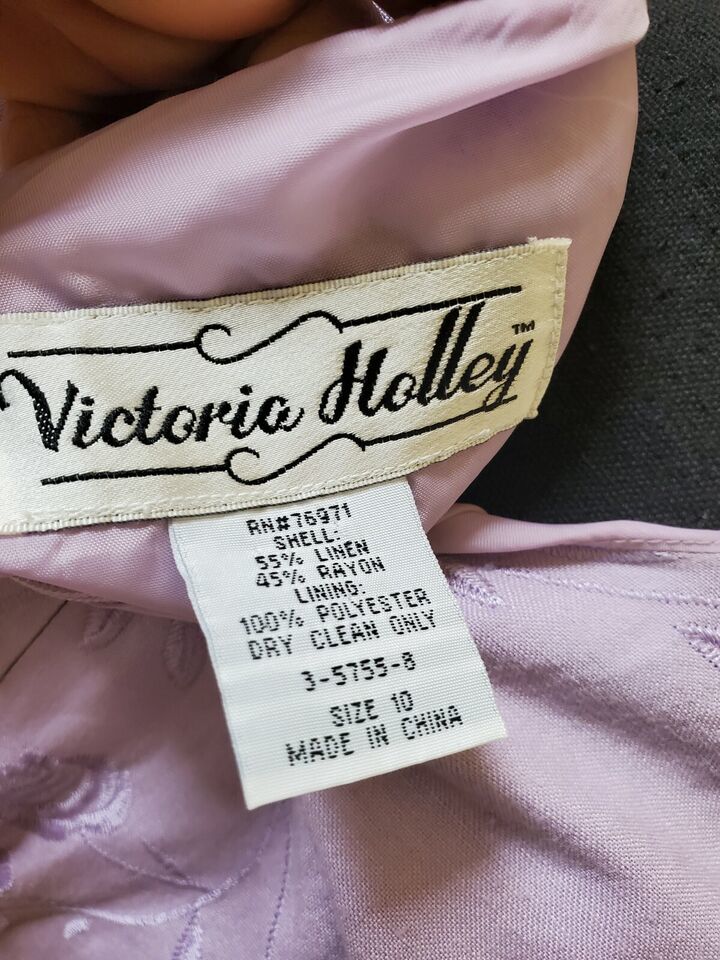 Victoria Holley™
RN#76971
SHELL:
55% LINEN
45% RAYON
LINING:
100% POLYESTER
DRY CLEAN ONLY
3-5755-8
SIZE 10
MADE IN CHINA